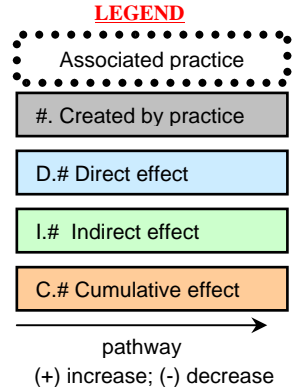 LEGEND
Associated practice
#. Created by practice
D.# Direct effect
I.# Indirect effect
C.# Cumulative effect
pathway
(+) increase; (-) decrease